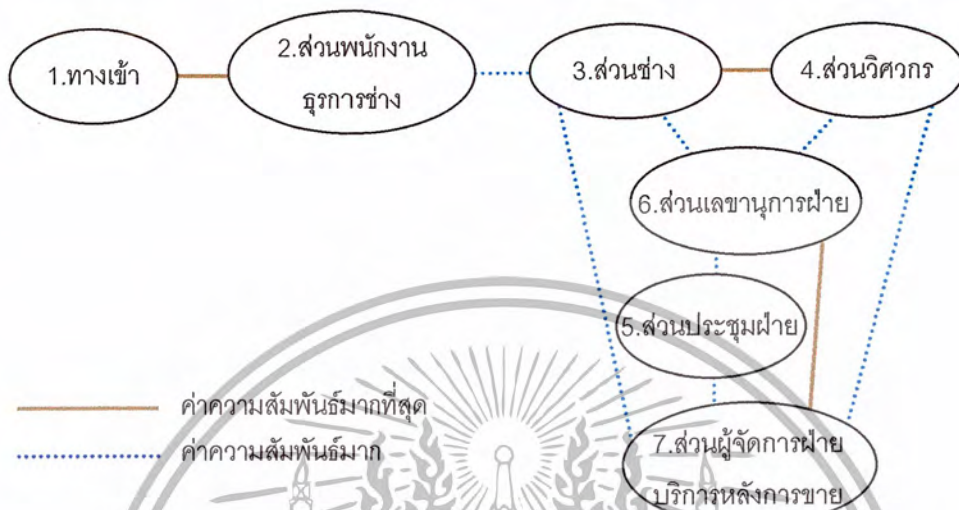 1.ทางเข้า
2.ส่วนพนักงาน
ธุรการช่าง
3.ส่วนช่าง
4.ส่วนวิศวกร
6.ส่วนเลขานุการฝ่าย
5.ส่วนประชุมฝ่าย
7.ส่วนผู้จัดการฝ่าย
บริการหลังการขาย
ค่าความสัมพันธ์มากที่สุด
ค่าความสัมพันธ์มาก